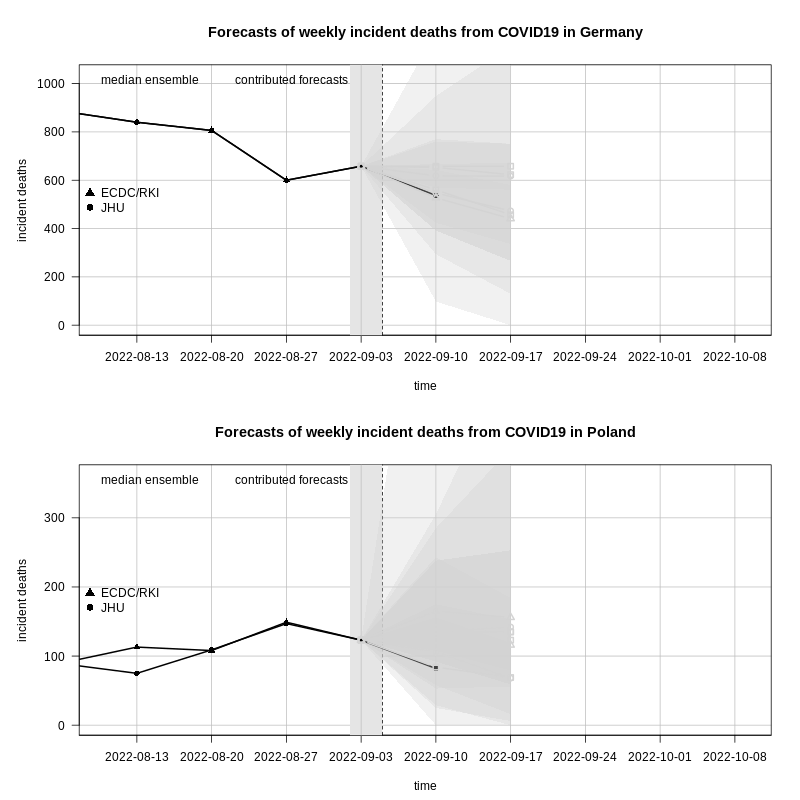 Forecasts of weekly incident deaths from COVID19 in Germany
median ensemble contributed forecasts
1000
800
600
400
200
0
incident deaths
ECDC/RKI
JHU
2022-08-13 2022-08-20 2022-08-27 2022-09-03 2022-09-10 2022-09-17 2022-09-24 2022-10-01 2022-10-08
time
Forecasts of weekly incident deaths from COVID19 in Poland
median ensemble contributed forecasts
300
200
100
0
incident deaths
ECDC/RKI
JHU
2022-08-13 2022-08-20 2022-08-27 2022-09-03 2022-09-10 2022-09-17 2022-09-24 2022-10-01 2022-10-08
time